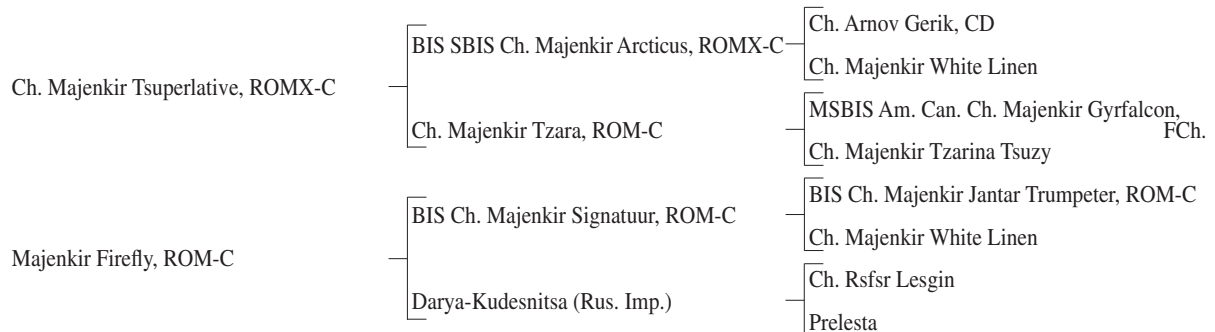 Ch. Arnov Gerik, CD
BIS SBIS Ch. Majenkir Arcticus, ROMX-C
Ch. Majenkir White Linen
Ch. Majenkir Tsuperlative, ROMX-C
MSBIS Am. Can. Ch. Majenkir Gyrfalcon,
FCh.
Ch. Majenkir Tzara, ROM-C
Ch. Majenkir Tzarina Tsuzy
BIS Ch. Majenkir Jantar Trumpeter, ROM-C
BIS Ch. Majenkir Signatuur, ROM-C
Ch. Majenkir White Linen
Majenkir Firefly, ROM-C
Ch. Rsfsr Lesgin
Darya-Kudesnitsa (Rus. Imp.)
Prelesta